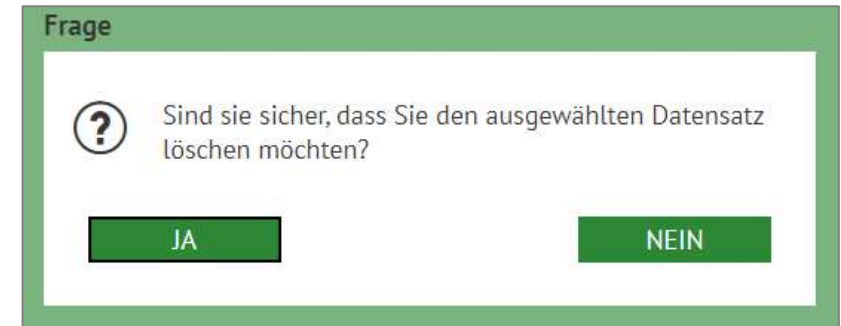 Frage
Sind sie sicher, dass Sie den ausgewählten Datensatz
löschen möchten?
JA
NEIN